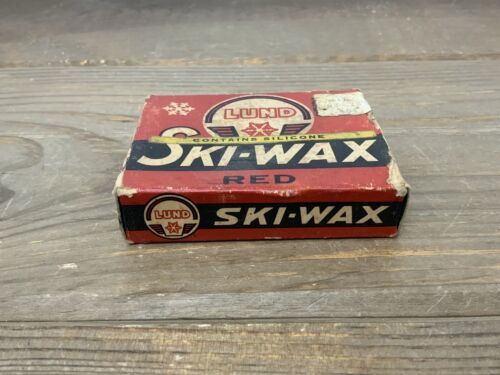 LUND
CONTAINS SILICONE
SKI-WAX
RED
LUND
SKI-WAX